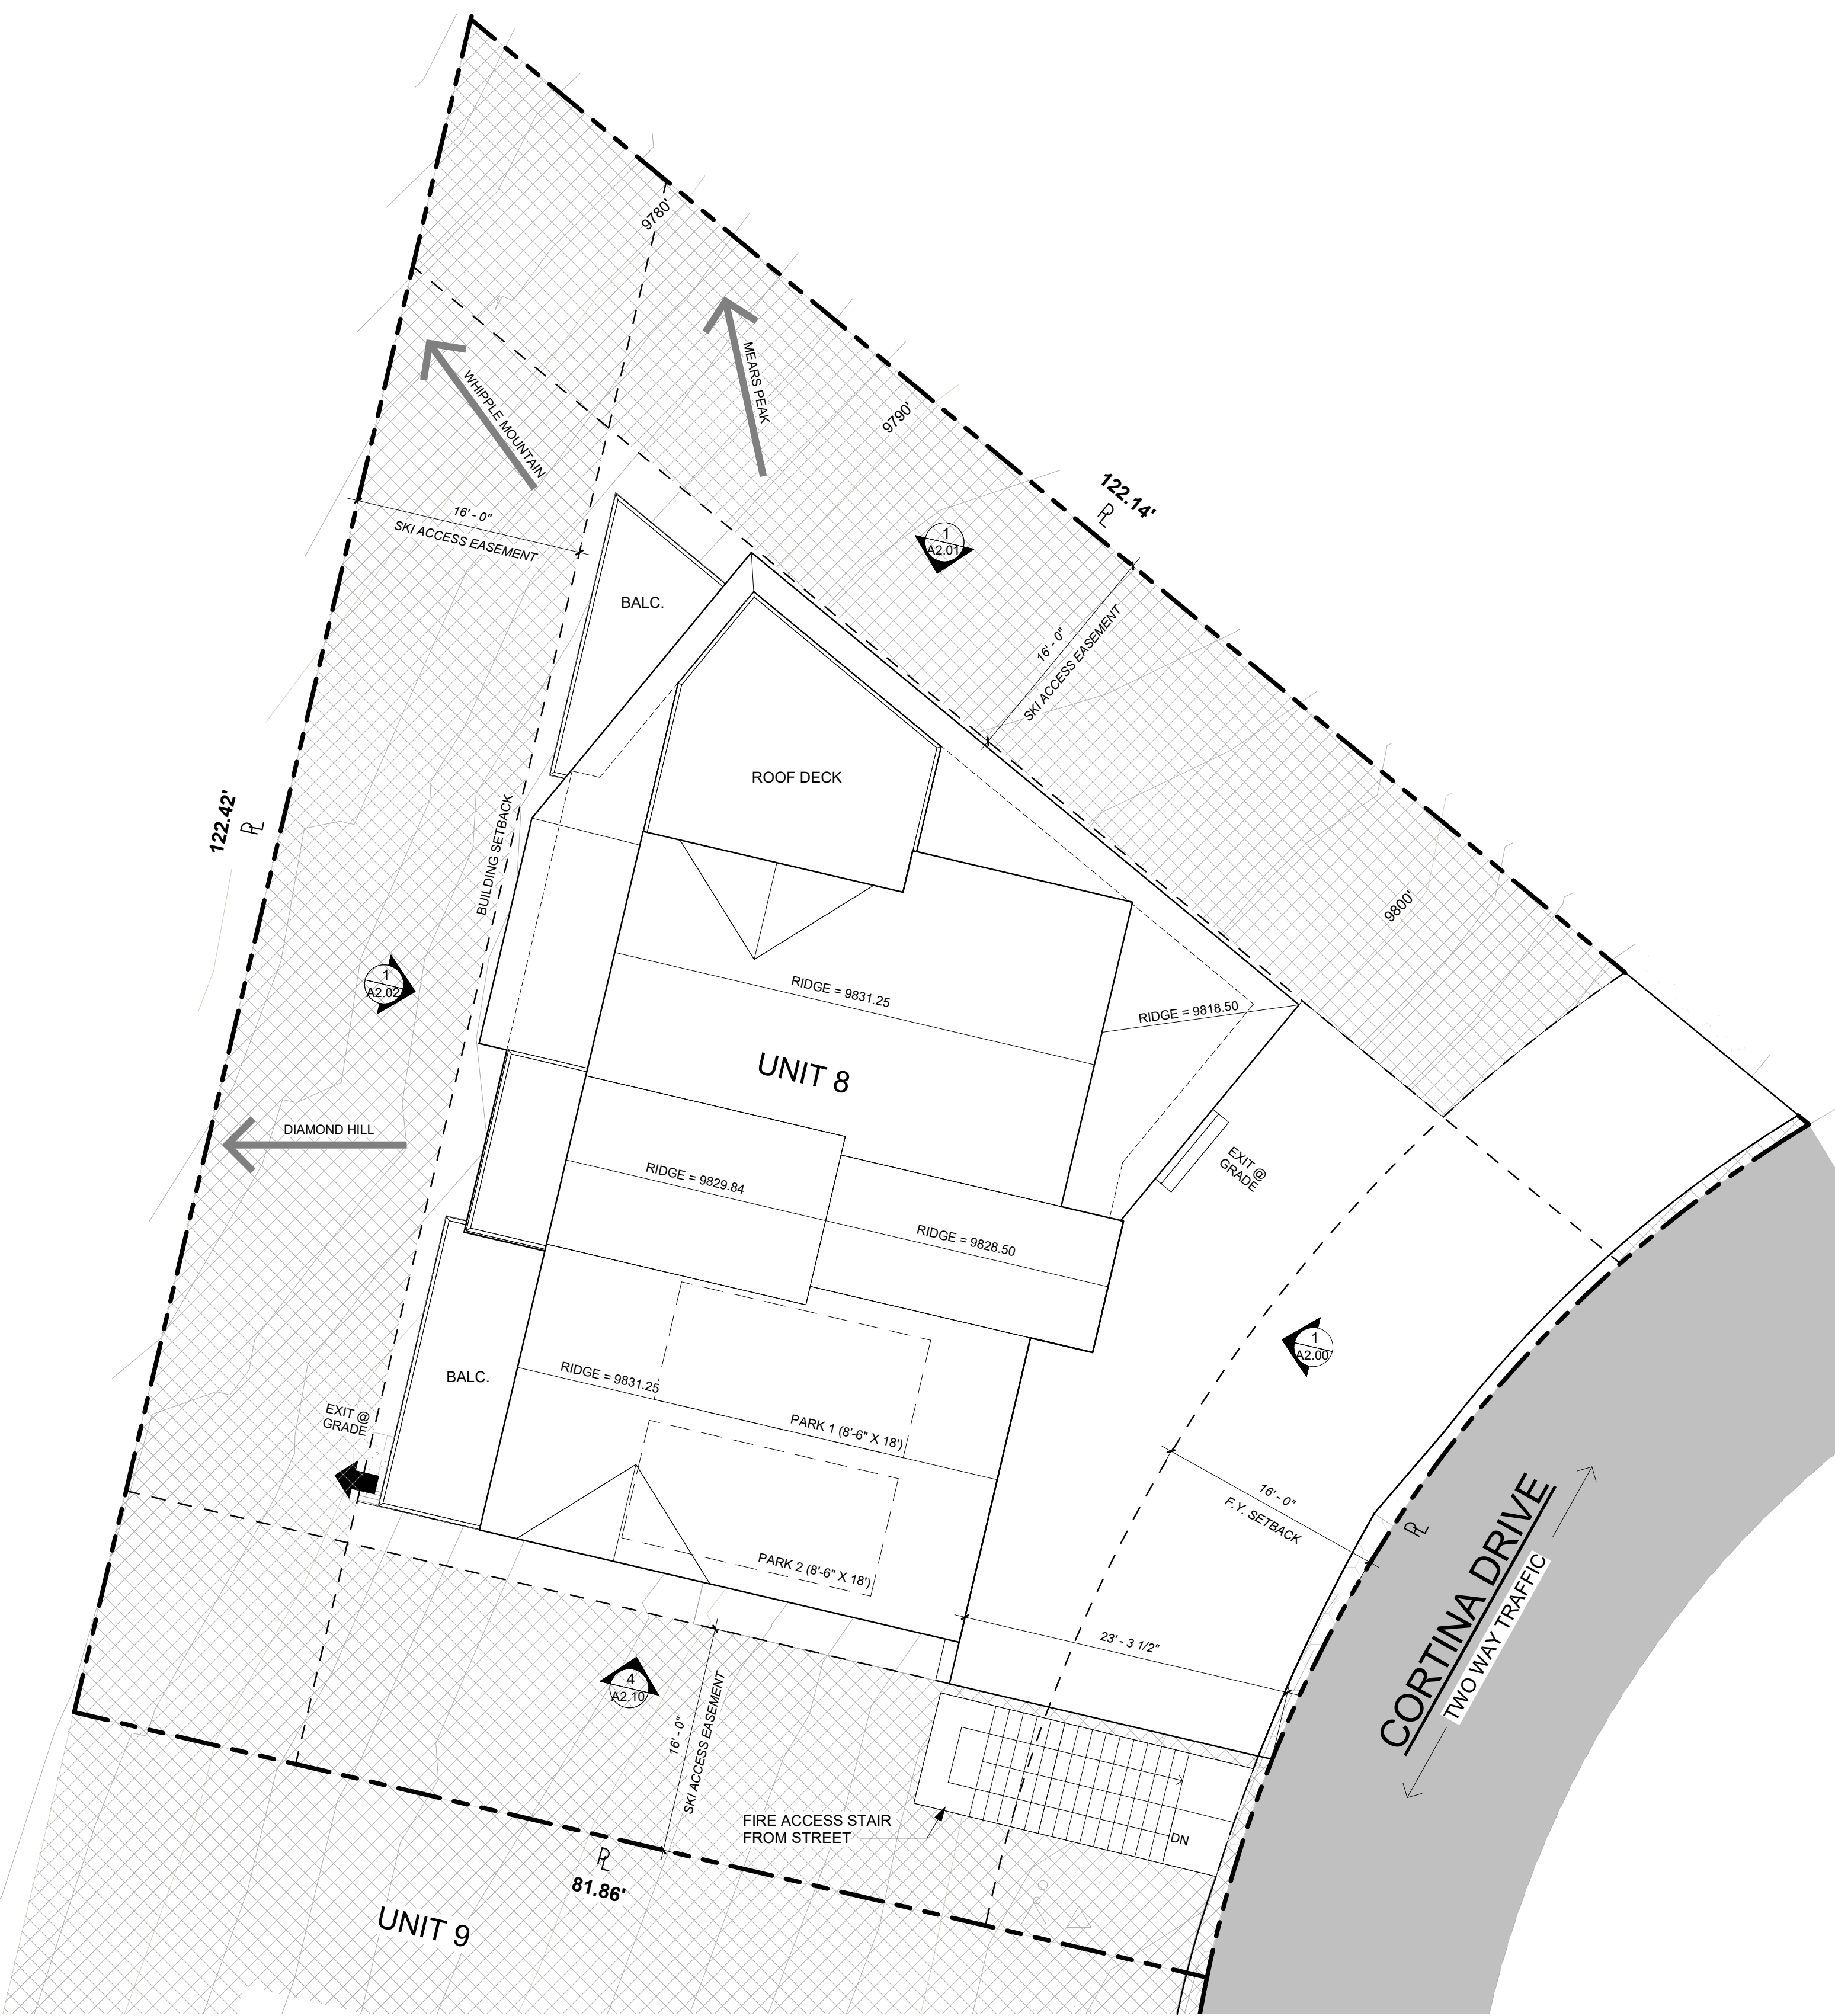 9780'
MEARS PEAK
WHIPPLE MOUNTAIN
9790'
122.14'
PL
16' - 0"
SKI ACCESS EASEMENT
1
A2.01
BALC.
16' - 0"
SKI ACCESS EASEMENT
ROOF DECK
122.42'
PL
BUILDING SETBACK
9800'
1
A2.02
RIDGE = 9831.25
RIDGE = 9818.50
UNIT 8
DIAMOND HILL
EXIT @
GRADE
RIDGE = 9829.84
RIDGE = 9828.50
1
A2.00
BALC.
RIDGE = 9831.25
EXIT @
GRADE
PARK 1 (8'-6" X 18')
16' - 0"
F.Y. SETBACK
PL
PARK 2 (8'-6" X 18')
CORTINA DRIVE
TWO WAY TRAFFIC
23' - 3 1/2"
4
A2.10
16' - 0"
SKI ACCESS EASEMENT
FIRE ACCESS STAIR
FROM STREET
DN
PL
81.86'
UNIT 9